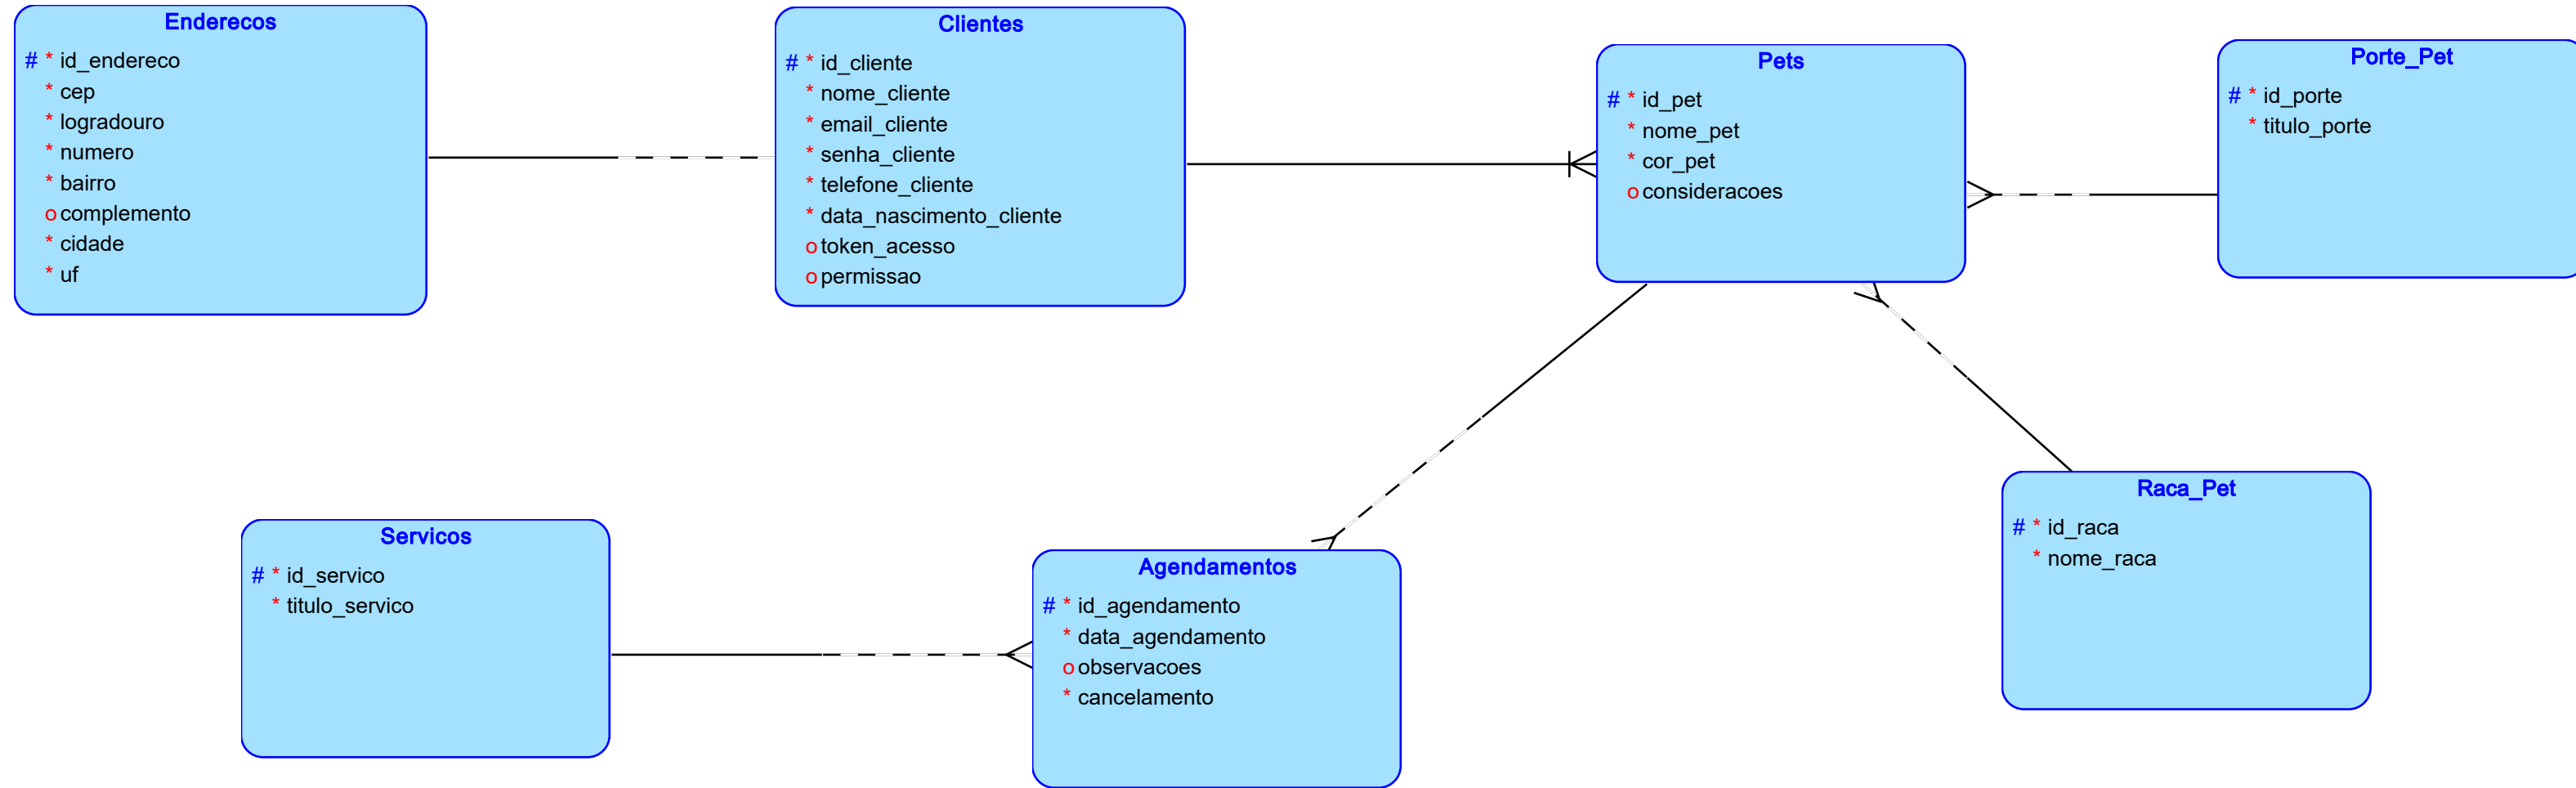 Enderecos
# * id_endereco
* cep
* logradouro
* numero
* bairro
o complemento
* cidade
* uf
Clientes
# * id_cliente
* nome_cliente
* email_cliente
* senha_cliente
* telefone_cliente
* data_nascimento_cliente
o token_acesso
o permissao
Pets
# * id_pet
* nome_pet
* cor_pet
o consideracoes
Porte_Pet
# * id_porte
* titulo_porte
Servicos
# * id_servico
* titulo_servico
Agendamentos
# * id_agendamento
* data_agendamento
o observacoes
* cancelamento
Raca_Pet
# * id_raca
* nome_raca